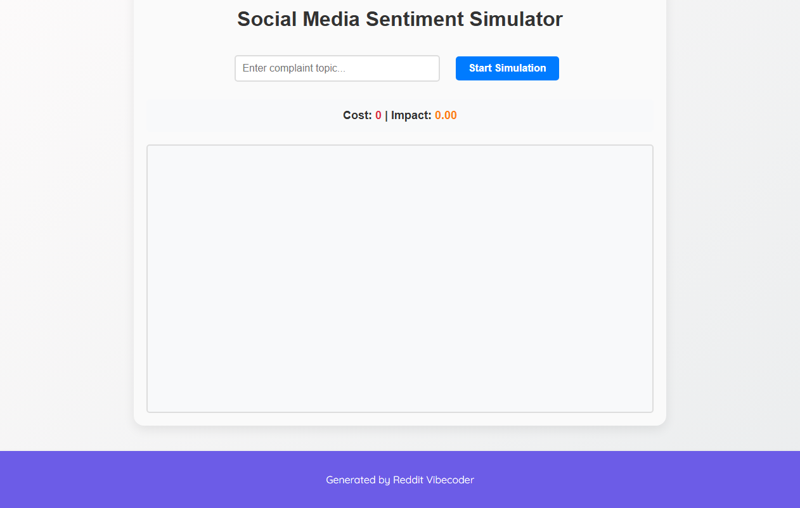 Social Media Sentiment Simulator
Enter complaint topic...
Start Simulation
Cost: 0 | Impact: 0.00
Generated by Reddit Vibecoder